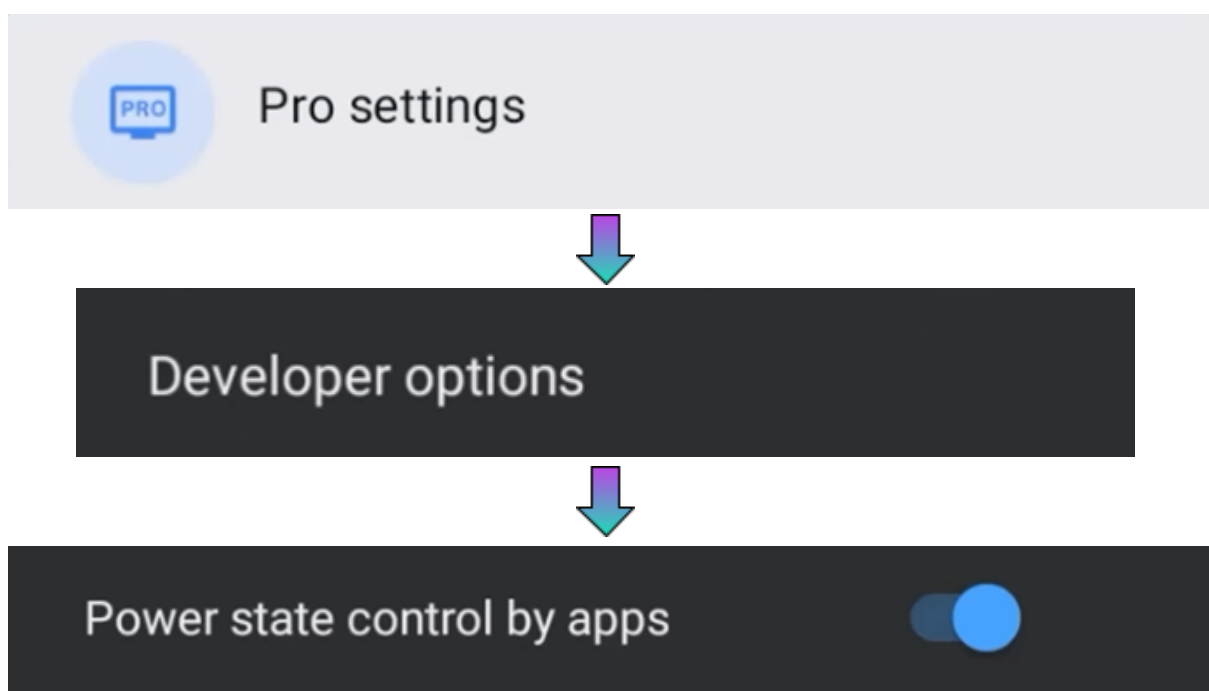 PRO
Pro settings
Developer options
Power state control by apps